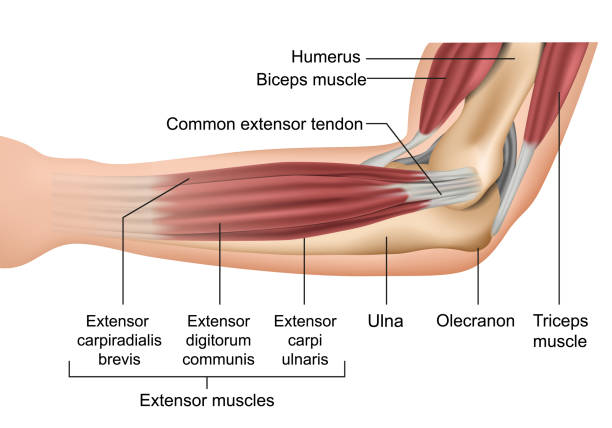 Humerus
Biceps muscle
Common extensor tendon
Extensor
carpiradialis
brevis
Extensor
digitorum
communis
Extensor
carpi
ulnaris
Ulna
Olecranon
Triceps
muscle
Extensor muscles